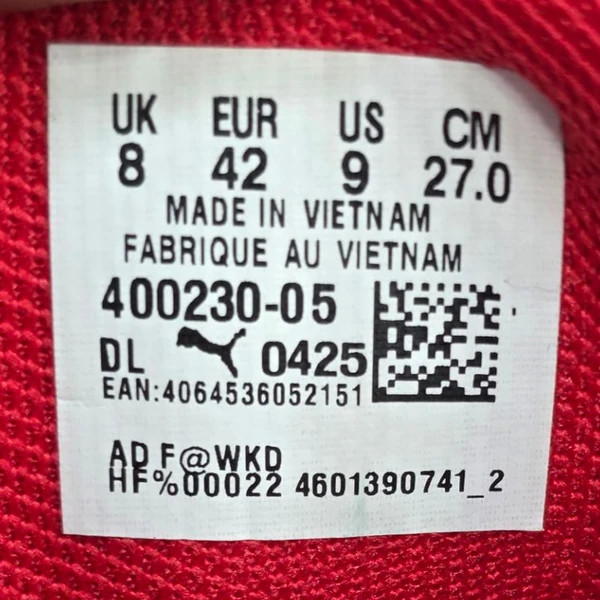 UK EUR US CM
8 42 9 27.0
MADE IN VIETNAM
FABRIQUE AU VIETNAM
400230-05
DL 0425
EAN:4064536052151
AD F@WKD
HF%00022 4601390741_2